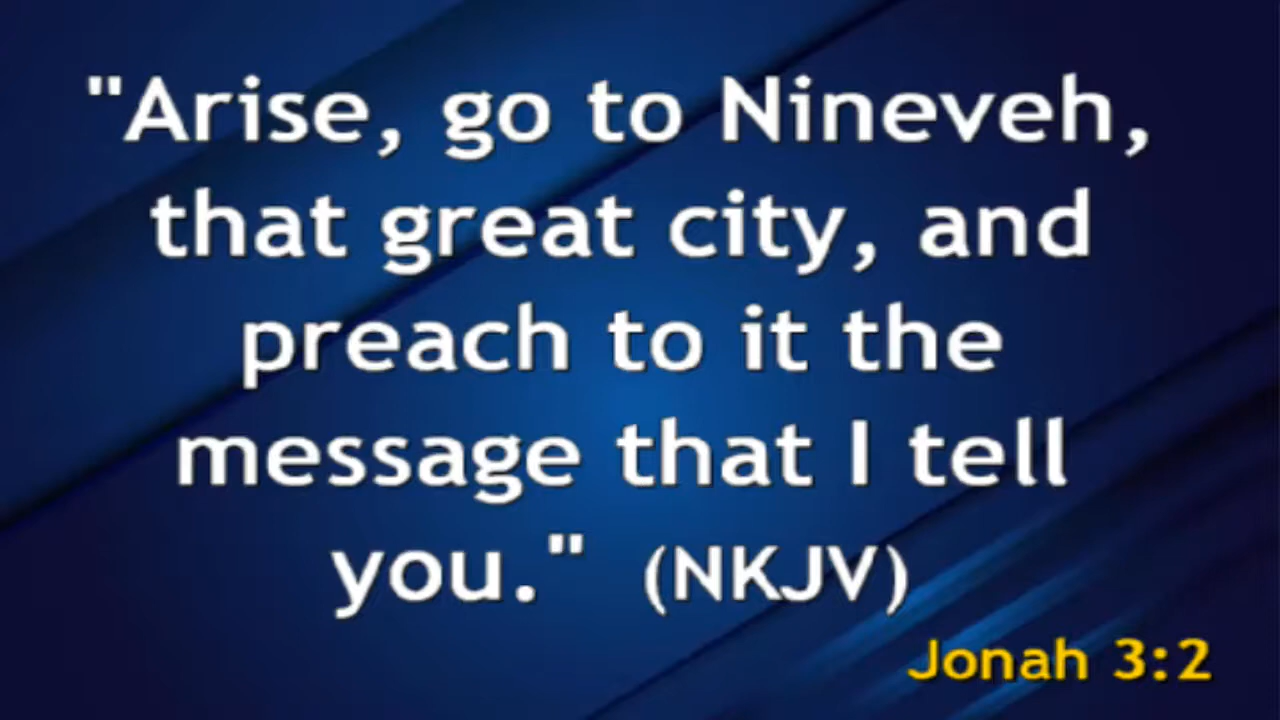 "Arise, go to Nineveh,
that great city, and
preach to it the
message that I tell
you." (NKJV)
Jonah 3:2